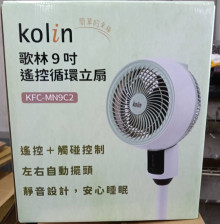 kolin
歌林9吋
遙控循環立扇
KFC-MN9C2
遙控+觸碰控制
左右自動擺頭
靜音設計，安心睡眠